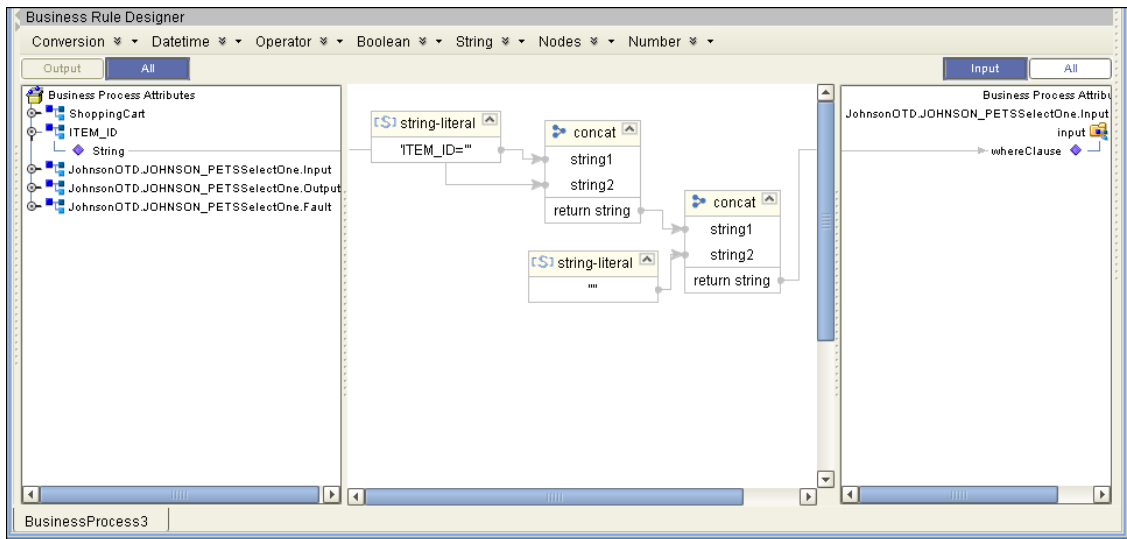 Business Rule Designer
Conversion Datetime Operator Boolean String Nodes Number
Output All Input All
Business Process Attributes
ShoppingCart
ITEM_ID
String
JohnsonOTD.JOHNSON_PETSSelectOne.Input
JohnsonOTD.JOHNSON_PETSSelectOne.Output
JohnsonOTD.JOHNSON_PETSSelectOne.Fault
[S] string-literal
'ITEM_ID='"
concat
string1
string2
return string
concat
string1
string2
return string
[S] string-literal
""
Business Process Attribu
JohnsonOTD.JOHNSON_PETSSelectOne.Input
input
whereClause
BusinessProcess3